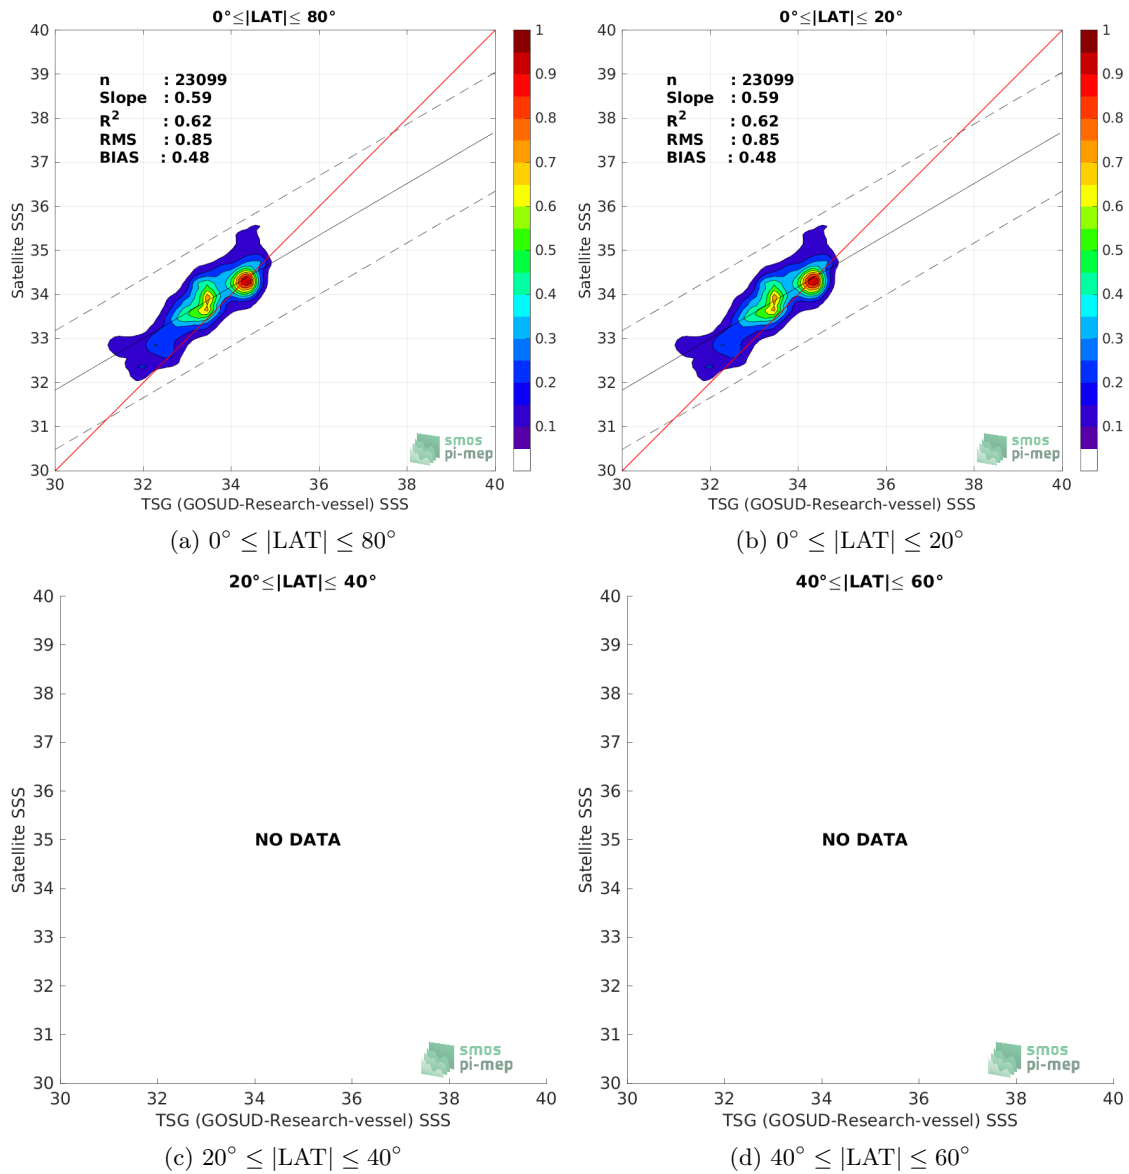 0°≤|LAT|≤ 80°
40
39
38
37
36
35
34
33
32
31
30
30
32
34
36
38
40
Satellite SSS
TSG (GOSUD-Research-vessel) SSS
n : 23099
Slope : 0.59
R² : 0.62
RMS : 0.85
BIAS : 0.48
1
0.9
0.8
0.7
0.6
0.5
0.4
0.3
0.2
0.1
smos
pi-mep
(a) 0° ≤ |LAT| ≤ 80°
0°≤|LAT|≤ 20°
40
39
38
37
36
35
34
33
32
31
30
30
32
34
36
38
40
Satellite SSS
TSG (GOSUD-Research-vessel) SSS
n : 23099
Slope : 0.59
R² : 0.62
RMS : 0.85
BIAS : 0.48
1
0.9
0.8
0.7
0.6
0.5
0.4
0.3
0.2
0.1
smos
pi-mep
(b) 0° ≤ |LAT| ≤ 20°
20°≤|LAT|≤ 40°
40
39
38
37
36
35
34
33
32
31
30
30
32
34
36
38
40
Satellite SSS
TSG (GOSUD-Research-vessel) SSS
NO DATA
smos
pi-mep
(c) 20° ≤ |LAT| ≤ 40°
40°≤|LAT|≤ 60°
40
39
38
37
36
35
34
33
32
31
30
30
32
34
36
38
40
Satellite SSS
TSG (GOSUD-Research-vessel) SSS
NO DATA
smos
pi-mep
(d) 40° ≤ |LAT| ≤ 60°